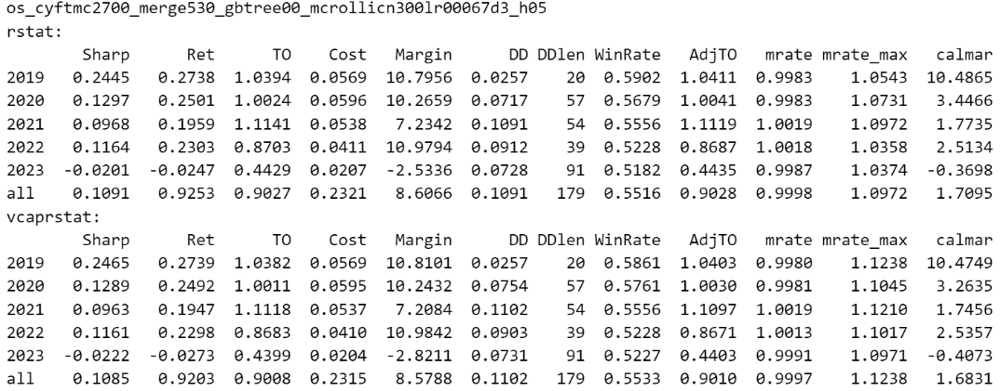 os_cyftmc2700_merge530_gbtree00_mcrollicn300lr00067d3_h05
rstat:
Sharp Ret TO Cost Margin DD DDlen WinRate AdjTO mrate mrate_max calmar
2019 0.2445 0.2738 1.0394 0.0569 10.7956 0.0257 20 0.5902 1.0411 0.9983 1.0543 10.4865
2020 0.1297 0.2501 1.0024 0.0596 10.2659 0.0717 57 0.5679 1.0041 0.9983 1.0731 3.4466
2021 0.0968 0.1959 1.1141 0.0538 7.2342 0.1091 54 0.5556 1.1119 1.0019 1.0972 1.7735
2022 0.1164 0.2303 0.8703 0.0411 10.9794 0.0912 39 0.5228 0.8687 1.0018 1.0358 2.5134
2023 -0.0201 -0.0247 0.4429 0.0207 -2.5336 0.0728 91 0.5182 0.4435 0.9987 1.0374 -0.3698
all 0.1091 0.9253 0.9027 0.2321 8.6066 0.1091 179 0.5516 0.9028 0.9998 1.0972 1.7095
vcaprstat:
Sharp Ret TO Cost Margin DD DDlen WinRate AdjTO mrate mrate_max calmar
2019 0.2465 0.2739 1.0382 0.0569 10.8101 0.0257 20 0.5861 1.0403 0.9980 1.1238 10.4749
2020 0.1289 0.2492 1.0011 0.0595 10.2432 0.0754 57 0.5761 1.0030 0.9981 1.1045 3.2635
2021 0.0963 0.1947 1.1118 0.0537 7.2084 0.1102 54 0.5556 1.1097 1.0019 1.1210 1.7456
2022 0.1161 0.2298 0.8683 0.0410 10.9842 0.0903 39 0.5228 0.8671 1.0013 1.1017 2.5357
2023 -0.0222 -0.0273 0.4399 0.0204 -2.8211 0.0731 91 0.5227 0.4403 0.9991 1.0971 -0.4073
all 0.1085 0.9203 0.9008 0.2315 8.5788 0.1102 179 0.5533 0.9010 0.9997 1.1238 1.6831